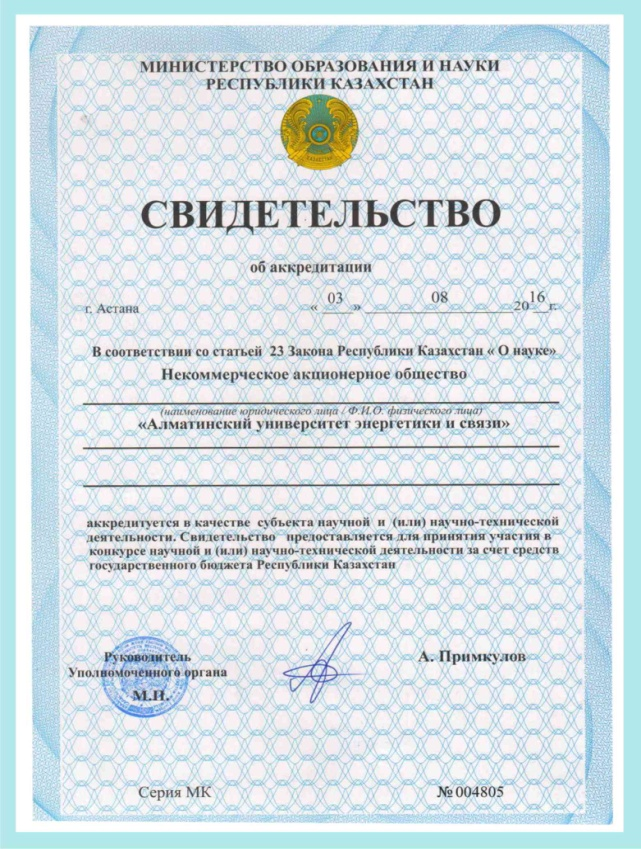 МИНИСТЕРСТВО ОБРАЗОВАНИЯ И НАУКИ
РЕСПУБЛИКИ КАЗАХСТАН
СВИДЕТЕЛЬСТВО
об аккредитации
г. Астана « 03 » 08 2016 г.
В соответствии со статьей 23 Закона Республики Казахстан « О науке»
Некоммерческое акционерное общество
(наименование юридического лица / Ф.И.О. физического лица)
«Алматинский университет энергетики и связи»
аккредитуется в качестве субъекта научной и (или) научно-технической
деятельности. Свидетельство предоставляется для принятия участия в
конкурсе научной и (или) научно-технической деятельности за счет средств
государственного бюджета Республики Казахстан
Руководитель
Уполномоченного органа
А. Примкулов
М.П.
Серия МК № 004805